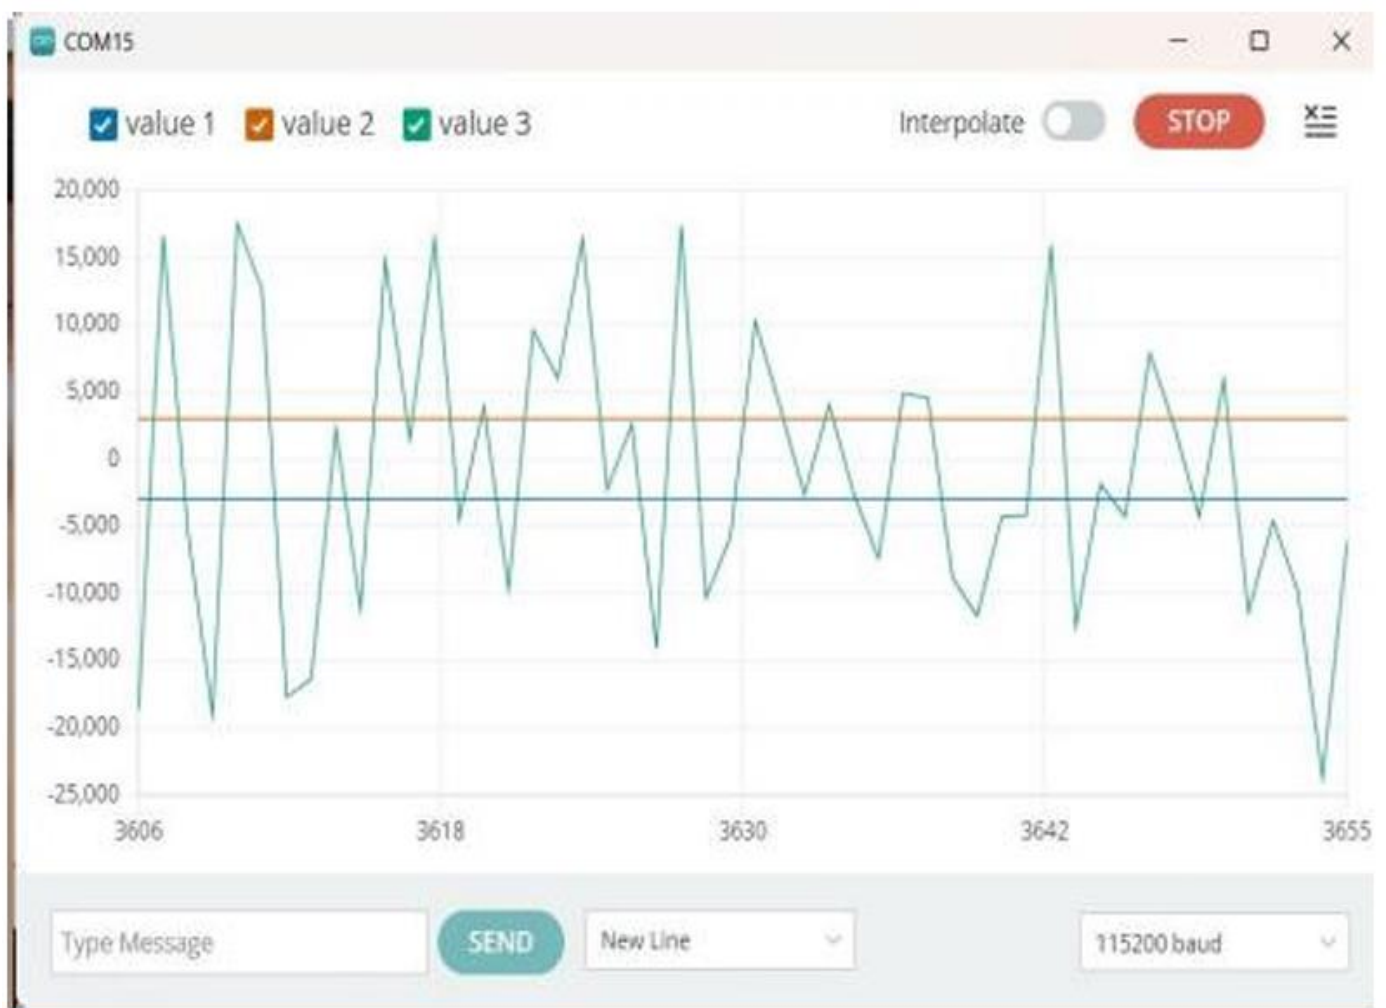 COM15
value 1 value 2 value 3 Interpolate STOP
20,000
15,000
10,000
5,000
0
-5,000
-10,000
-15,000
-20,000
-25,000
3606 3618 3630 3642 3655
Type Message SEND New Line 115200 baud